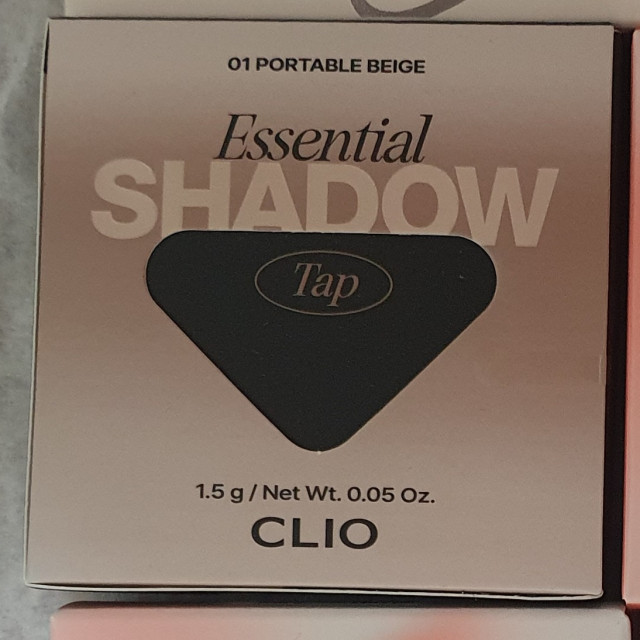 01 PORTABLE BEIGE
Essential
SHADOW
Tap
1.5 g / Net Wt. 0.05 Oz.
CLIO